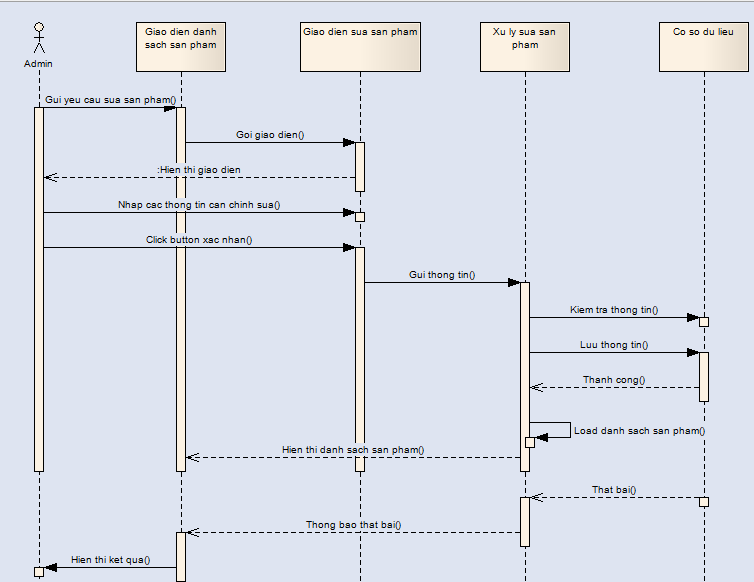 Giao dien danh
sach san pham
Giao dien sua san pham
Xu ly sua san
pham
Co so du lieu
Admin
Gui yeu cau sua san pham()
Goi giao dien()
:Hien thi giao dien
Nhap cac thong tin can chinh sua()
Click button xac nhan()
Gui thong tin()
Kiem tra thong tin()
Luu thong tin()
Thanh cong()
Load danh sach san pham()
Hien thi danh sach san pham()
That bai()
Thong bao that bai()
Hien thi ket qua()